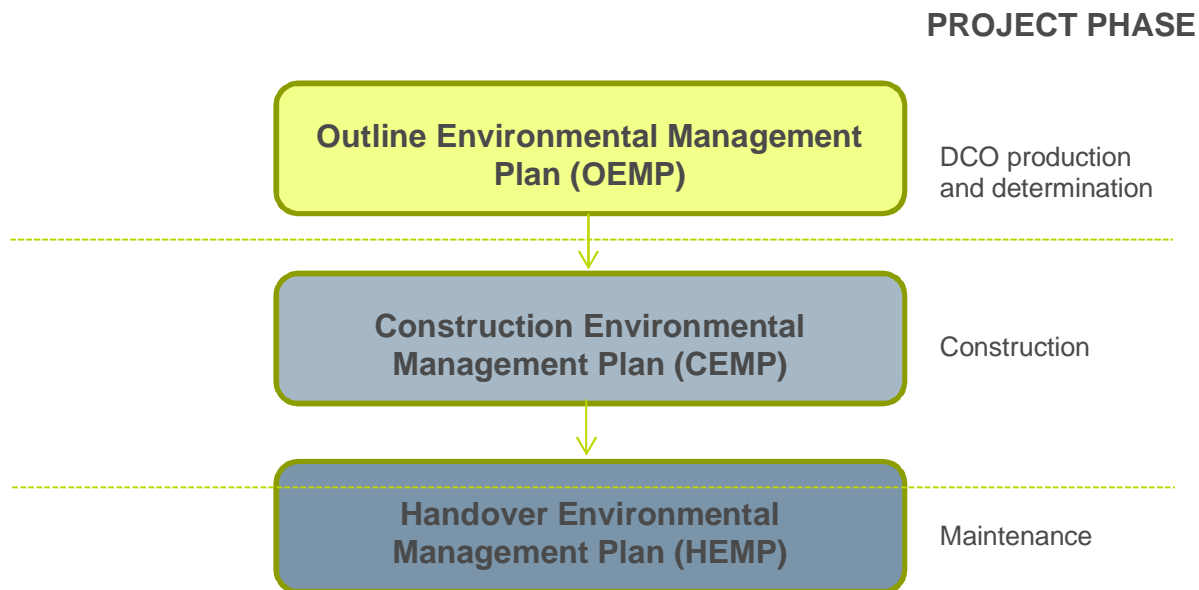 PROJECT PHASE
Outline Environmental Management
Plan (OEMP)
DCO production
and determination
Construction Environmental
Management Plan (CEMP)
Construction
Handover Environmental
Management Plan (HEMP)
Maintenance